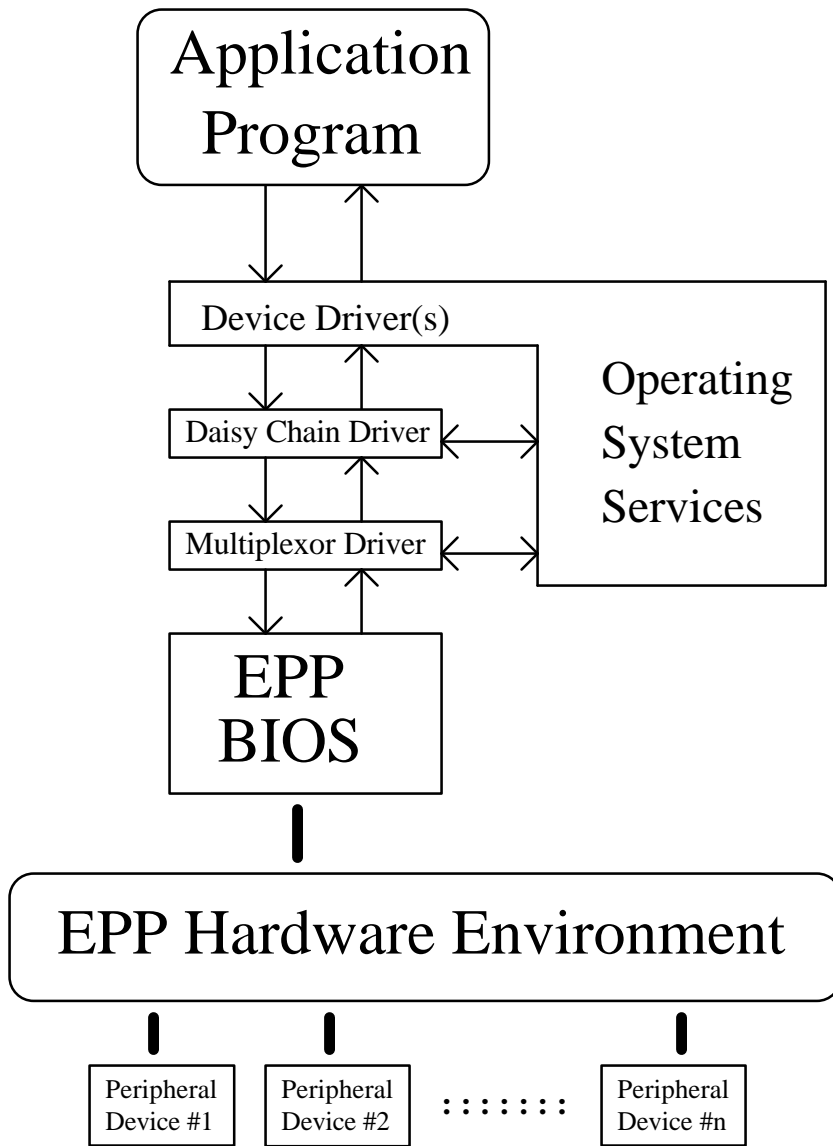 Application
Program
Device Driver(s)
Operating
System
Services
Daisy Chain Driver
Multiplexor Driver
EPP
BIOS
EPP Hardware Environment
Peripheral
Device #1
Peripheral
Device #2
: : : : : : :
Peripheral
Device #n